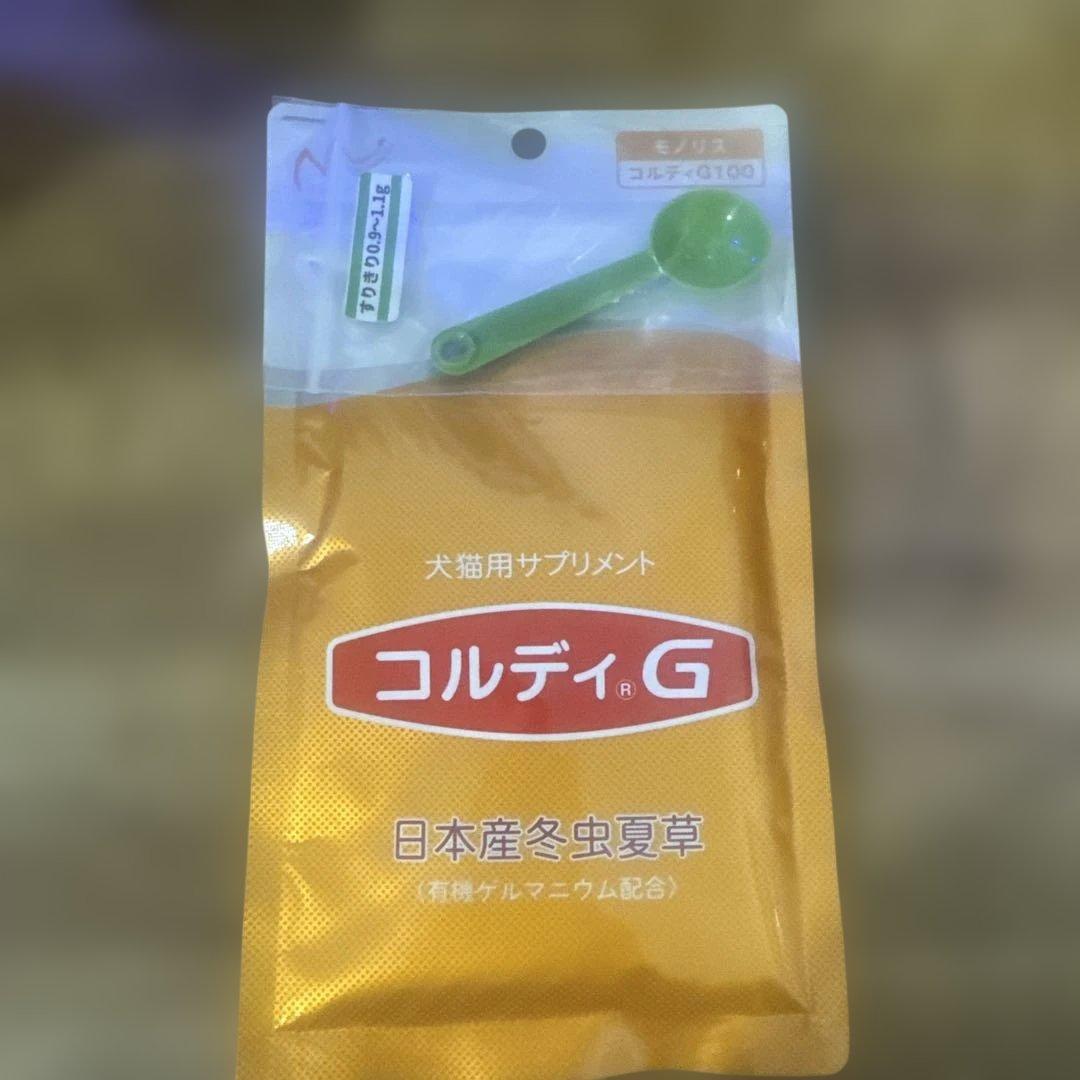 モノリス
コルディG100
すりきり0.9～1.1g
犬猫用サプリメント
コルディ®G
日本産冬虫夏草
（有機ゲルマニウム配合）